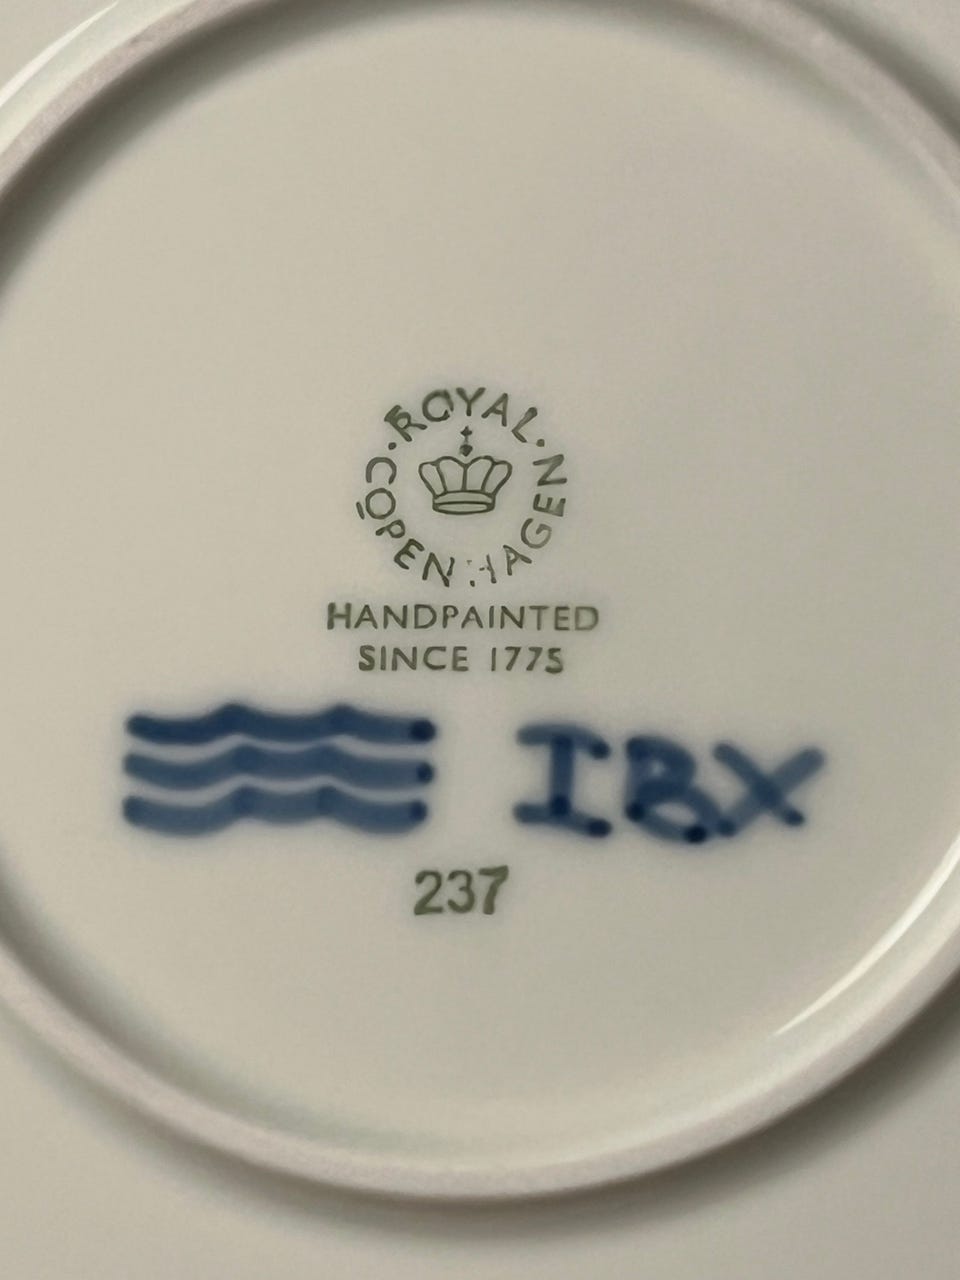 ROYAL
COPENHAGEN
HANDPAINTED
SINCE 1775
IBX
237